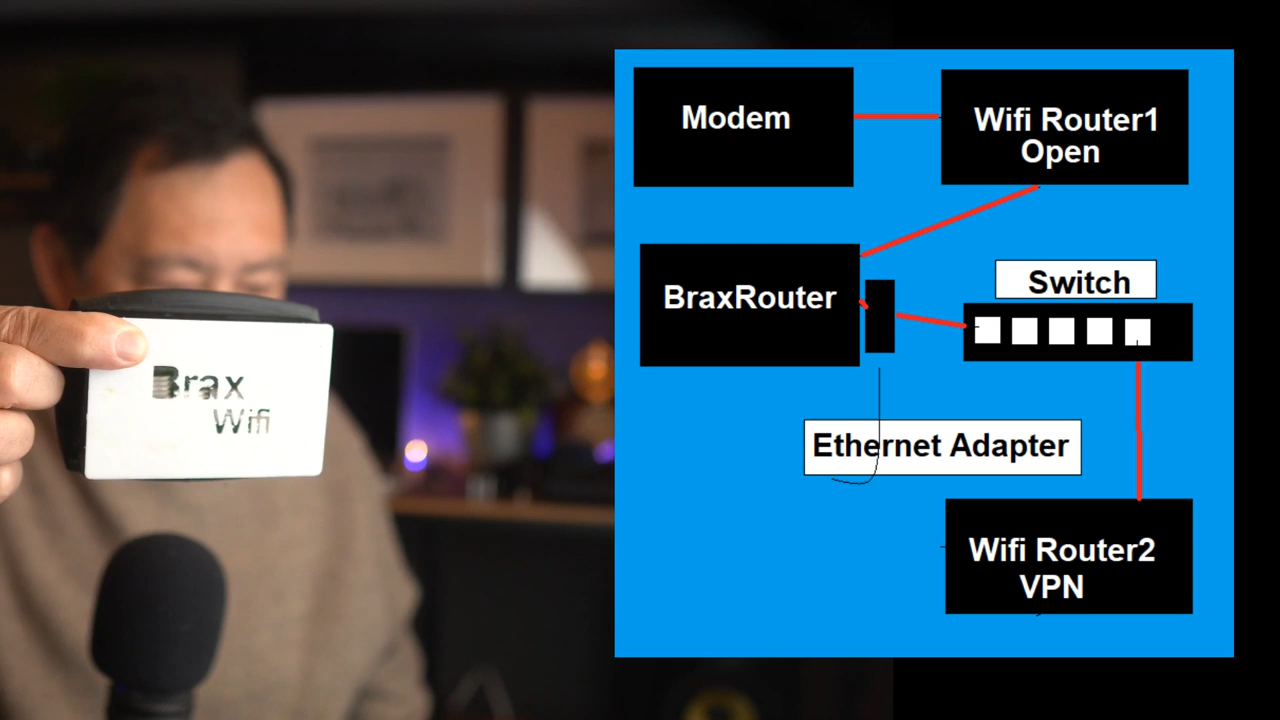 Brax
Wifi
Modem
Wifi Router1
Open
BraxRouter
Switch
Ethernet Adapter
Wifi Router2
VPN